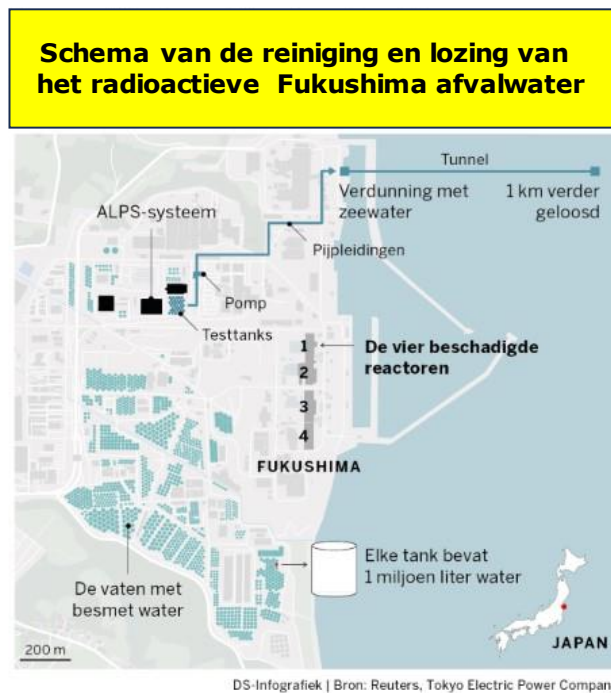 Schema van de reiniging en lozing van
het radioactieve Fukushima afvalwater
Tunnel
Verdunning met
zeewater
1 km verder
geloosd
ALPS-systeem
Pijpleidingen
Pomp
Testtanks
1
2
3
4
De vier beschadigde
reactoren
FUKUSHIMA
Elke tank bevat
1 miljoen liter water
De vaten met
besmet water
200 m
JAPAN
DS-Infografiek | Bron: Reuters, Tokyo Electric Power Compan